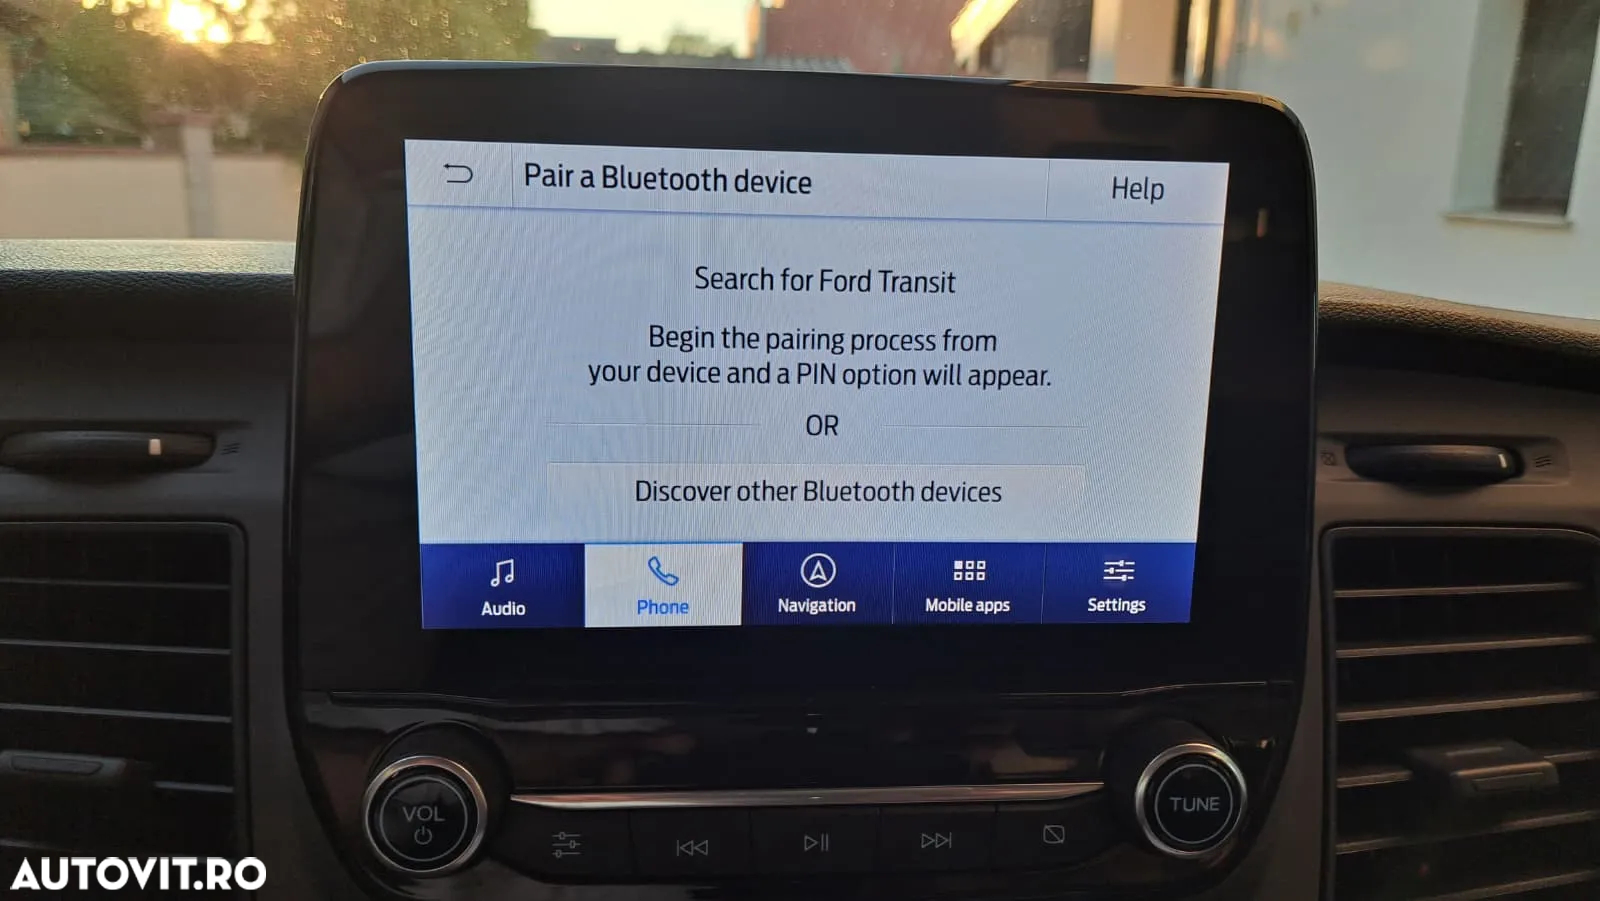 Pair a Bluetooth device
Help
Search for Ford Transit
Begin the pairing process from
your device and a PIN option will appear.
OR
Discover other Bluetooth devices
Audio
Phone
Navigation
Mobile apps
Settings
VOL
TUNE
AUTOVIT.RO